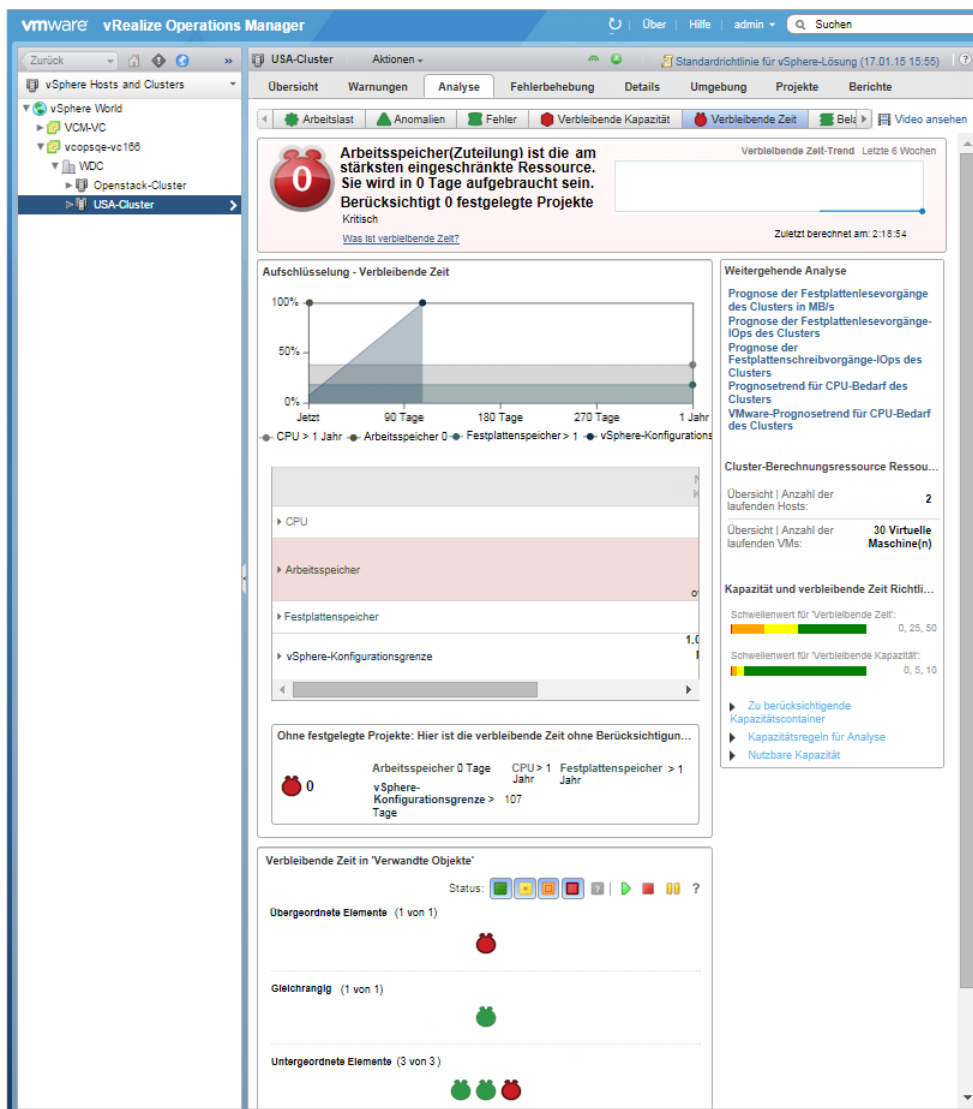 vmware vRealize Operations Manager
Über Hilfe admin Suchen
Zurück
vSphere Hosts and Clusters
vSphere World
VCM-VC
vcopsqe-vc166
WDC
Openstack-Cluster
USA-Cluster
USA-Cluster Aktionen Standardrichtlinie für vSphere-Lösung (17.01.15 15:55)
Übersicht Warnungen Analyse Fehlerbehebung Details Umgebung Projekte Berichte
Arbeitslast Anomalien Fehler Verbleibende Kapazität Verbleibende Zeit Bela Video ansehen
0
Arbeitsspeicher(Zuteilung) ist die am
stärksten eingeschränkte Ressource.
Sie wird in 0 Tage aufgebraucht sein.
Berücksichtigt 0 festgelegte Projekte
Kritisch
Was ist verbleibende Zeit?
Verbleibende Zeit-Trend Letzte 6 Wochen
Zuletzt berechnet am: 2:18:54
Aufschlüsselung - Verbleibende Zeit
100%
50%
0%
Jetzt 90 Tage 180 Tage 270 Tage 1 Jahr
CPU > 1 Jahr Arbeitsspeicher 0 Festplattenspeicher > 1 vSphere-Konfigurations
CPU
Arbeitsspeicher
Festplattenspeicher
vSphere-Konfigurationsgrenze
Ohne festgelegte Projekte: Hier ist die verbleibende Zeit ohne Berücksichtigun...
0
Arbeitsspeicher 0 Tage CPU > 1 Jahr Festplattenspeicher > 1 Jahr
vSphere-
Konfigurationsgrenze > 107
Tage
Verbleibende Zeit in 'Verwandte Objekte'
Status: ?
Übergeordnete Elemente (1 von 1)
Gleichrangig (1 von 1)
Untergeordnete Elemente (3 von 3)
Weitergehende Analyse
Prognose der Festplattenlesevorgänge
des Clusters in MB/s
Prognose der Festplattenlesevorgänge-
IOps des Clusters
Prognose der
Festplattenschreibvorgänge-IOps des
Clusters
Prognosetrend für CPU-Bedarf des
Clusters
VMware-Prognosetrend für CPU-Bedarf
des Clusters
Cluster-Berechnungsressource Ressou...
Übersicht | Anzahl der
laufenden Hosts: 2
Übersicht | Anzahl der 30 Virtuelle
laufenden VMs: Maschine(n)
Kapazität und verbleibende Zeit Richtli...
Schwellenwert für 'Verbleibende Zeit':
0, 25, 50
Schwellenwert für 'Verbleibende Kapazität':
0, 5, 10
Zu berücksichtigende
Kapazitätscontainer
Kapazitätsregeln für Analyse
Nutzbare Kapazität